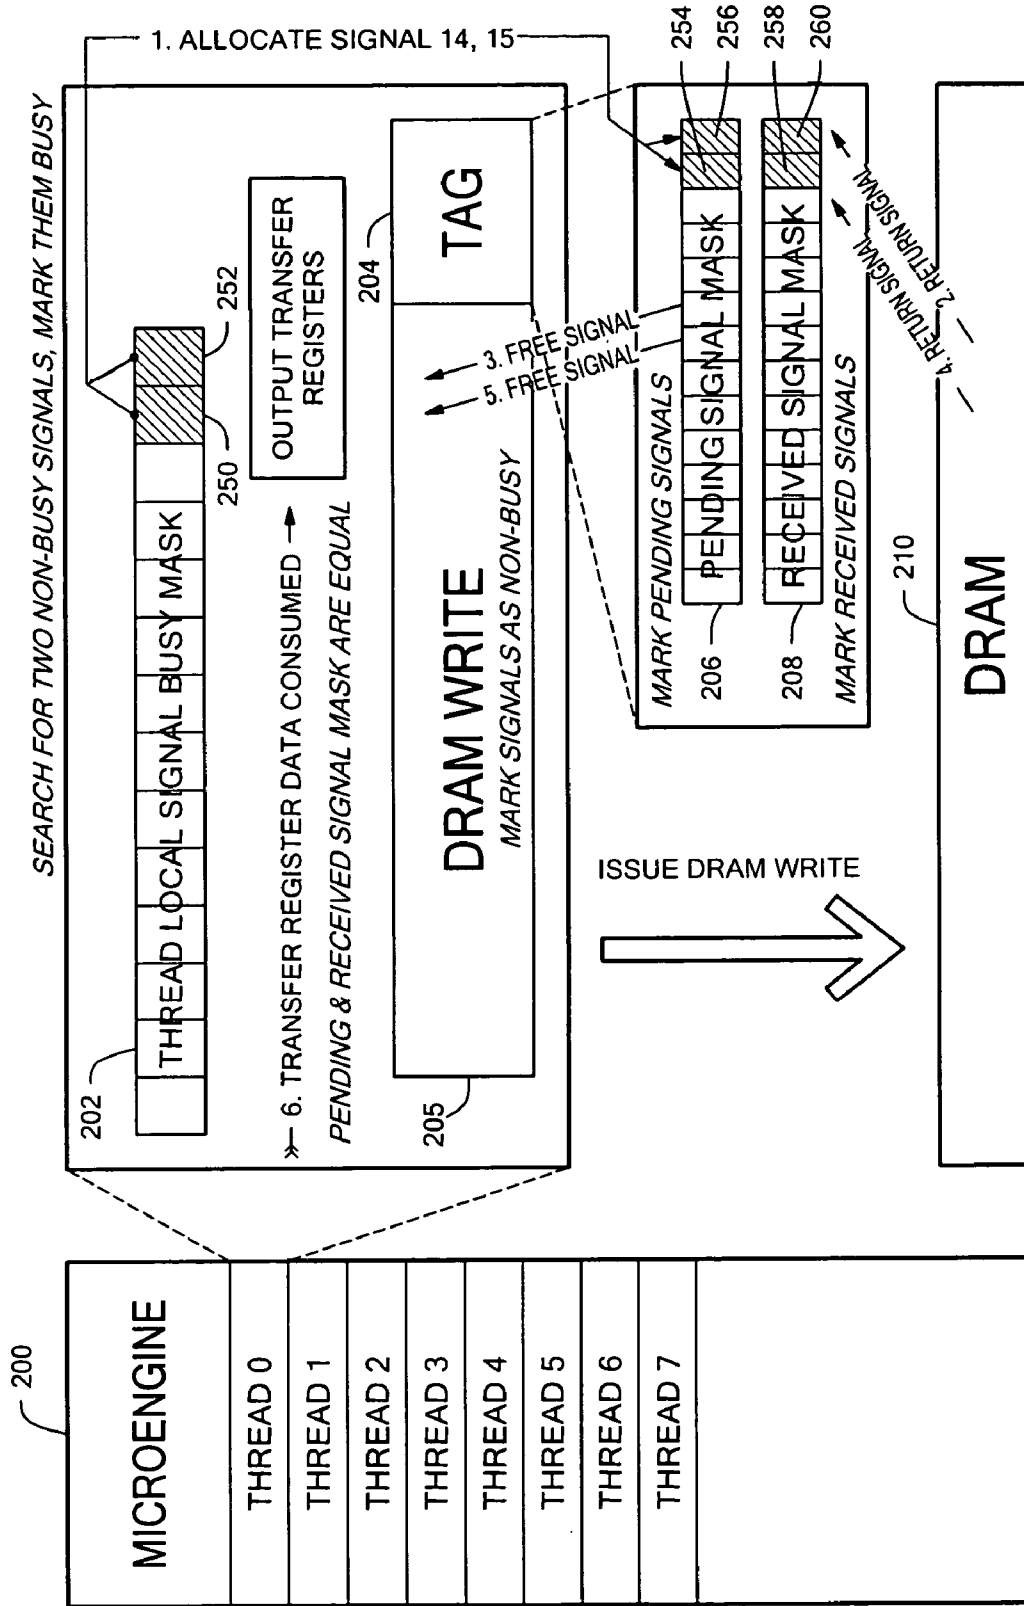 200
MICROENGINE
THREAD 0
THREAD 1
THREAD 2
THREAD 3
THREAD 4
THREAD 5
THREAD 6
THREAD 7
SEARCH FOR TWO NON-BUSY SIGNALS, MARK THEM BUSY
202
THREAD LOCAL SIGNAL BUSY MASK
250
252
1. ALLOCATE SIGNAL 14, 15
6. TRANSFER REGISTER DATA CONSUMED
PENDING & RECEIVED SIGNAL MASK ARE EQUAL
OUTPUT TRANSFER
REGISTERS
204
TAG
DRAM WRITE
MARK SIGNALS AS NON-BUSY
205
3. FREE SIGNAL
5. FREE SIGNAL
ISSUE DRAM WRITE
MARK PENDING SIGNALS
206
PENDING SIGNAL MASK
254
256
208
RECEIVED SIGNAL MASK
258
260
MARK RECEIVED SIGNALS
4. RETURN SIGNAL
2. RETURN SIGNAL
210
DRAM